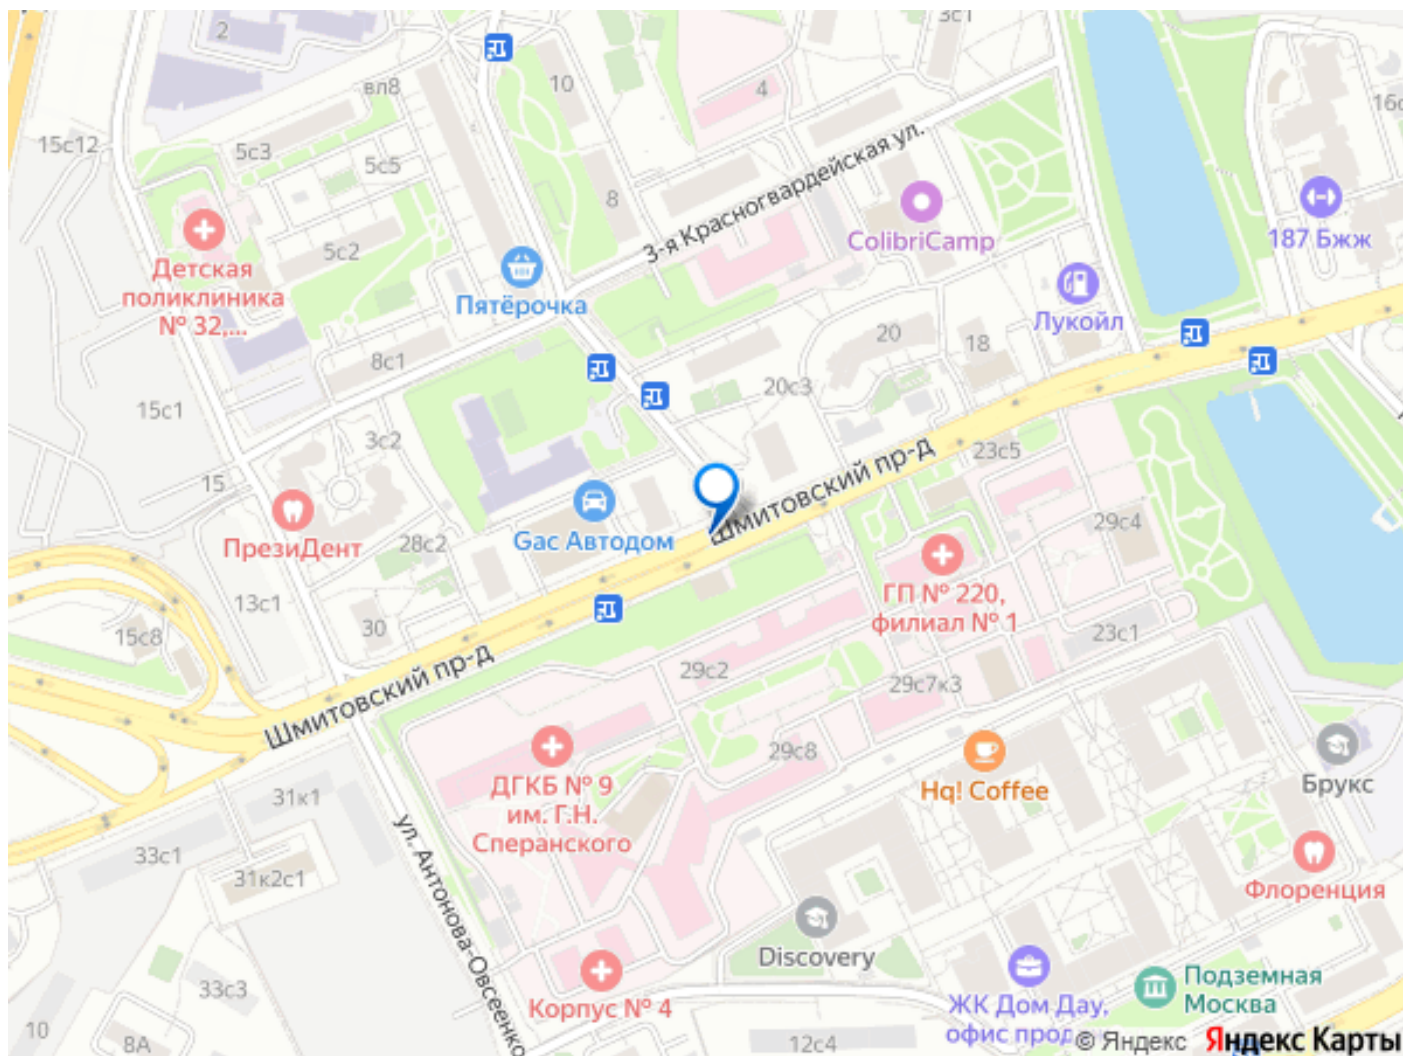 2
3с1
вл8
10
4
16с
15с12
5с3
5с5
8
3-я Красногвардейская ул.
ColibriCamp
187 Бжж
5с2
Детская
поликлиника
№ 32,...
Пятёрочка
Лукойл
20
18
8с1
20с3
15с1
3с2
23с5
15
Шмитовский пр-д
29с4
ПрезиДент
28с2
Gac Автодом
ГП № 220,
филиал № 1
13с1
15с8
30
23с1
Шмитовский пр-д
29с2
29с7к3
29с8
ДГКБ № 9
им. Г.Н.
Сперанского
Hq! Coffee
Брукс
31к1
33с1
31к2с1
ул. Антонова-Овсеенко
Флоренция
Discovery
33с3
Корпус № 4
ЖК Дом Дау,
офис прод
Подземная
Москва
10
8А
12с4
© Яндекс Яндекс Карты